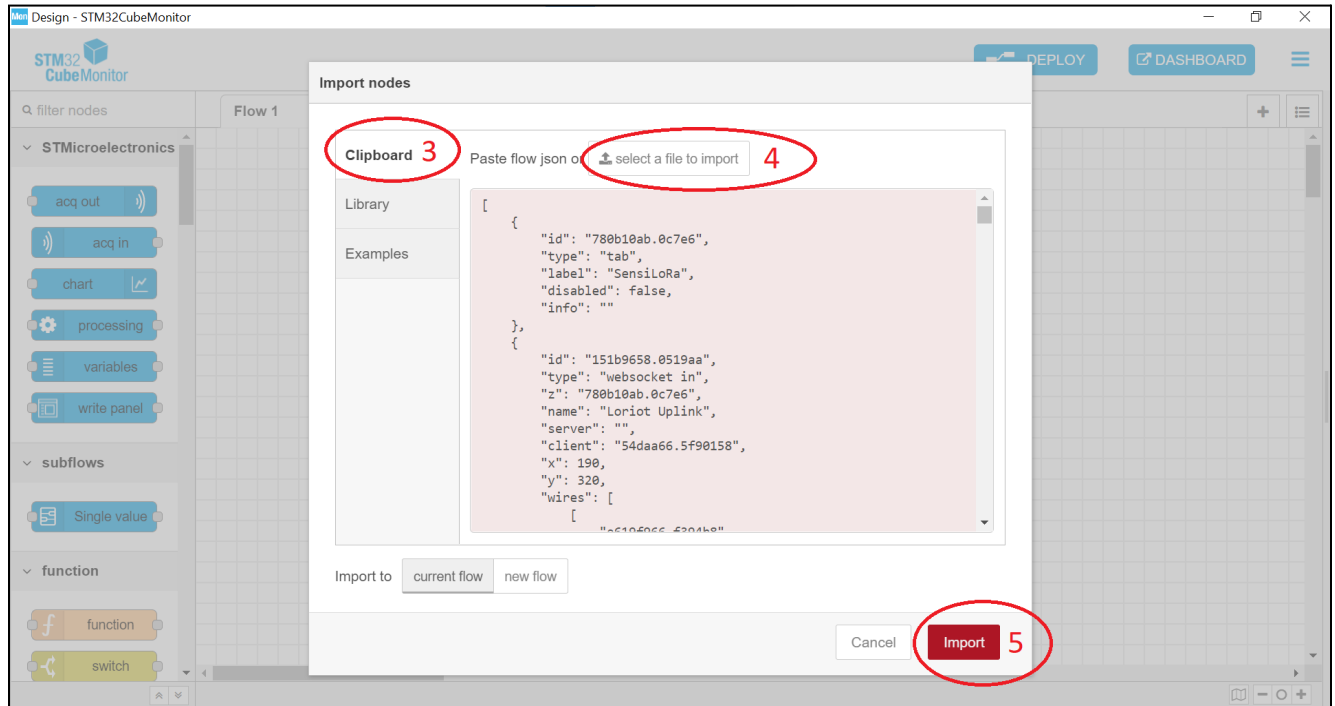 Mon Design - STM32CubeMonitor
STM32
CubeMonitor
DEPLOY
DASHBOARD
filter nodes
Flow 1
Import nodes
STMicroelectronics
acq out
acq in
chart
processing
variables
write panel
subflows
Single value
function
function
switch
Clipboard 3
Library
Examples
Paste flow json or select a file to import 4
[
{
"id": "780b10ab.0c7e6",
"type": "tab",
"label": "SensiLoRa",
"disabled": false,
"info": ""
},
{
"id": "151b9658.0519aa",
"type": "websocket in",
"z": "780b10ab.0c7e6",
"name": "Loriot Uplink",
"server": "",
"client": "54daa66.5f90158",
"x": 190,
"y": 320,
"wires": [
[
Import to current flow new flow
Cancel Import 5